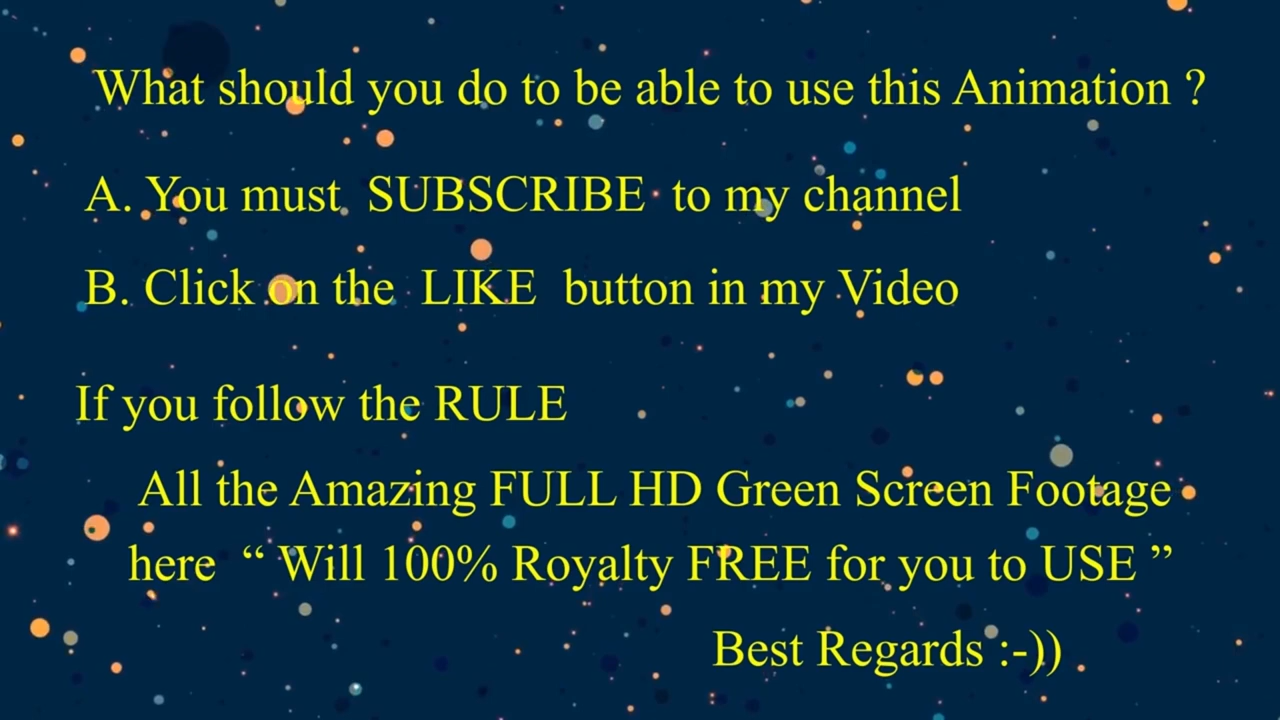 What should you do to be able to use this Animation ?
A. You must SUBSCRIBE to my channel
B. Click on the LIKE button in my Video
If you follow the RULE
All the Amazing FULL HD Green Screen Footage
here “ Will 100% Royalty FREE for you to USE ”
Best Regards :-))